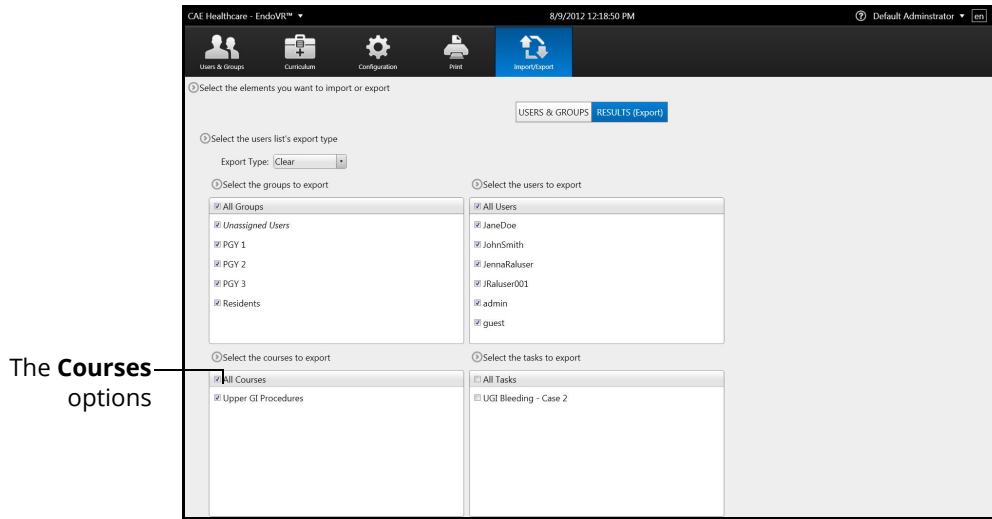 CAE Healthcare - EndoVR™
8/9/2012 12:18:50 PM
Default Adminstrator
en
Users & Groups
Curriculum
Configuration
Print
Import/Export
Select the elements you want to import or export
USERS & GROUPS
RESULTS (Export)
Select the users list's export type
Export Type: Clear
Select the groups to export
All Groups
Unassigned Users
PGY 1
PGY 2
PGY 3
Residents
Select the users to export
All Users
JaneDoe
JohnSmith
JennaRaluser
JRaluser001
admin
guest
The Courses
options
Select the courses to export
All Courses
Upper GI Procedures
Select the tasks to export
All Tasks
UGI Bleeding - Case 2